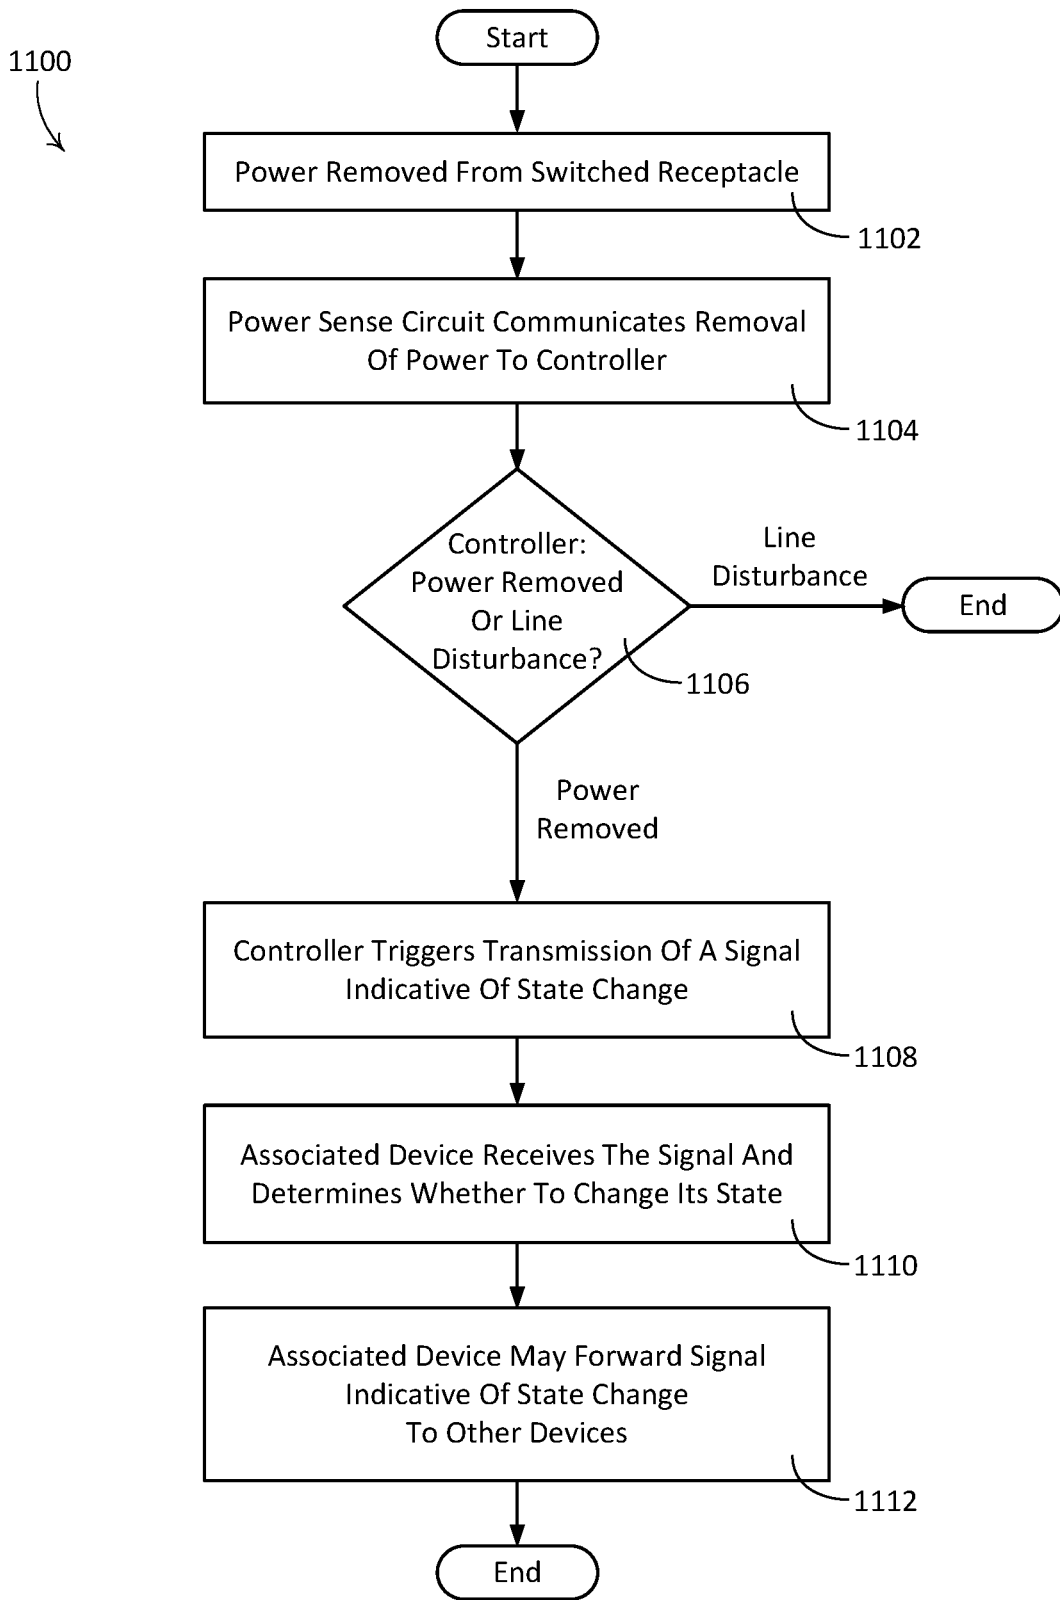 Start
1100
Power Removed From Switched Receptacle
1102
Power Sense Circuit Communicates Removal
Of Power To Controller
1104
Controller:
Power Removed
Or Line
Disturbance?
1106
Line
Disturbance
End
Power
Removed
Controller Triggers Transmission Of A Signal
Indicative Of State Change
1108
Associated Device Receives The Signal And
Determines Whether To Change Its State
1110
Associated Device May Forward Signal
Indicative Of State Change
To Other Devices
1112
End